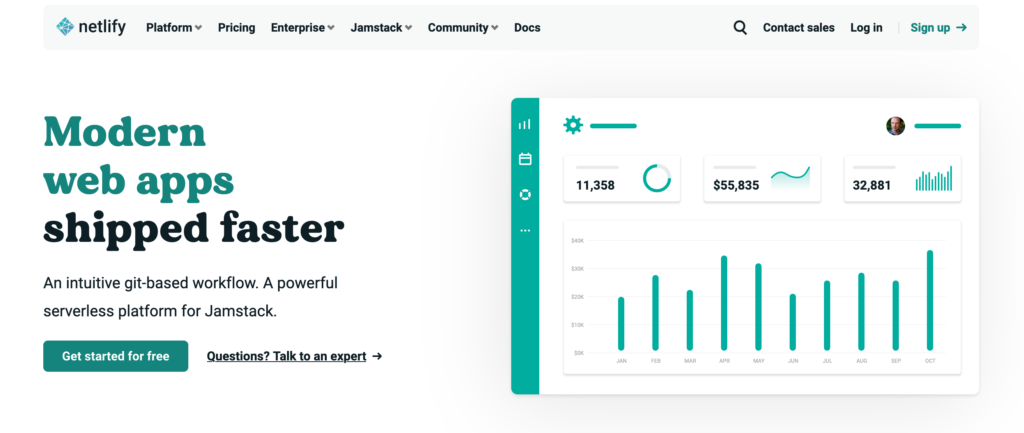 netlify Platform Pricing Enterprise Jamstack Community Docs Contact sales Log in Sign up →
Modern
web apps
shipped faster
An intuitive git-based workflow. A powerful
serverless platform for Jamstack.
Get started for free Questions? Talk to an expert →
11,358 $55,835 32,881
$40K
$30K
$20K
$10K
$0K
JAN FEB MAR APR MAY JUN JUL AUG SEP OCT